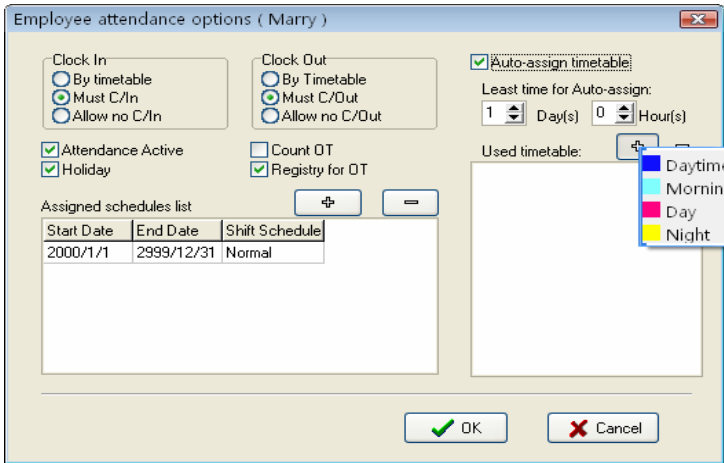 Employee attendance options ( Marry )
Clock In
By timetable
Must C/In
Allow no C/In
Clock Out
By Timetable
Must C/Out
Allow no C/Out
Attendance Active
Holiday
Count OT
Registry for OT
Assigned schedules list
Start Date End Date Shift Schedule
2000/1/1 2999/12/31 Normal
Auto-assign timetable
Least time for Auto-assign:
1 Day(s) 0 Hour(s)
Used timetable:
Daytime
Mornin
Day
Night
OK Cancel